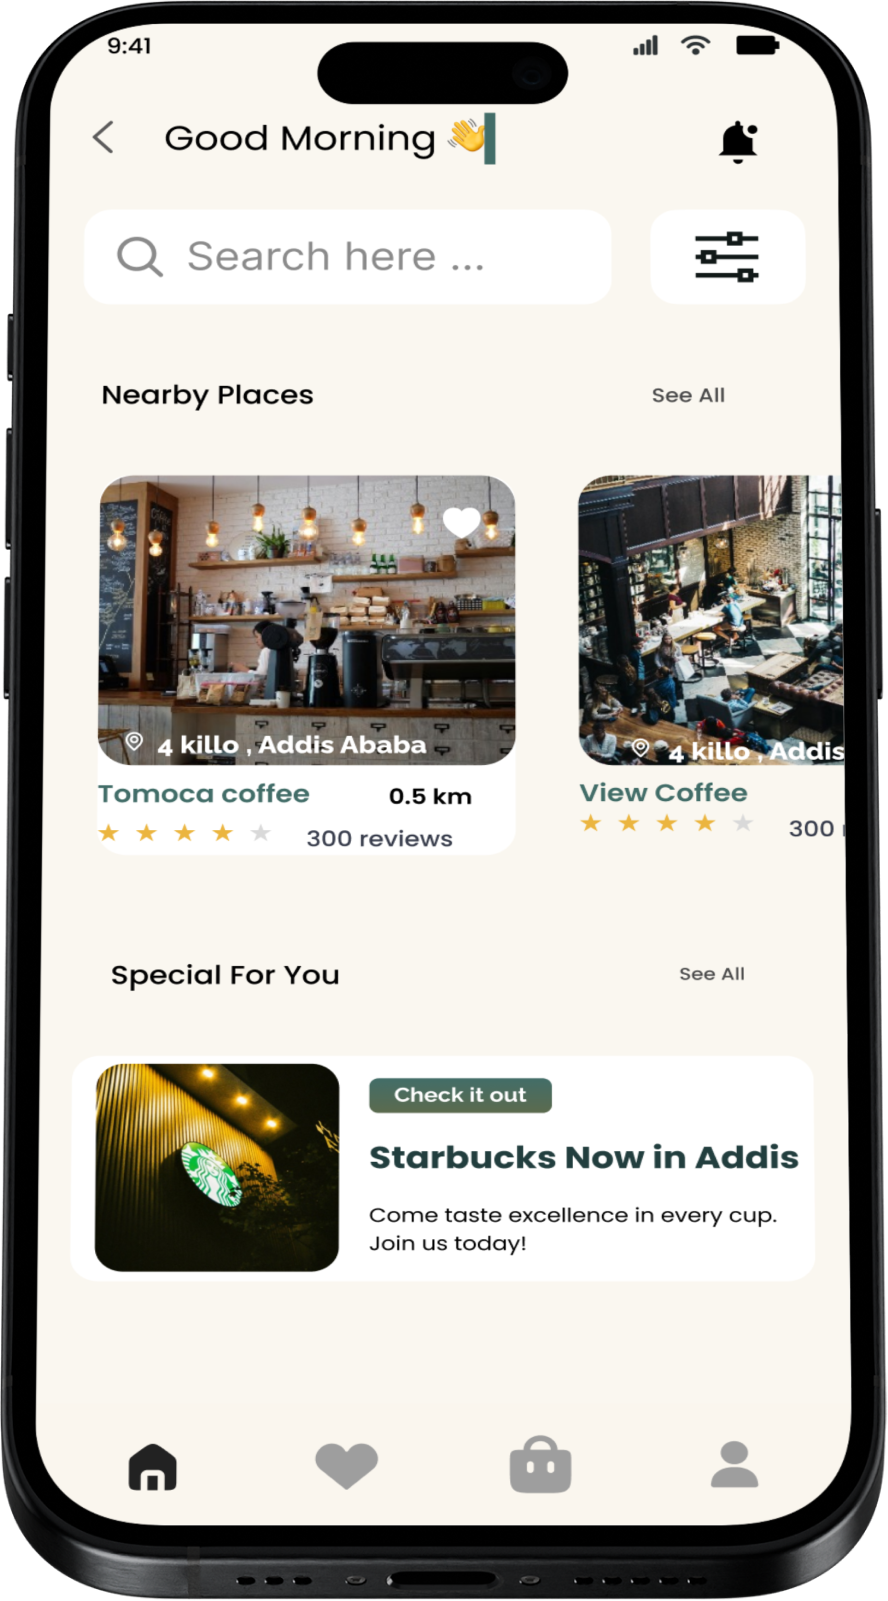 9:41
Good Morning 👋
Search here ...
Nearby Places See All
4 killo , Addis Ababa
4 killo , Addis
Tomoca coffee 0.5 km
View Coffee
300 reviews
300
Special For You See All
Check it out
Starbucks Now in Addis
Come taste excellence in every cup.
Join us today!